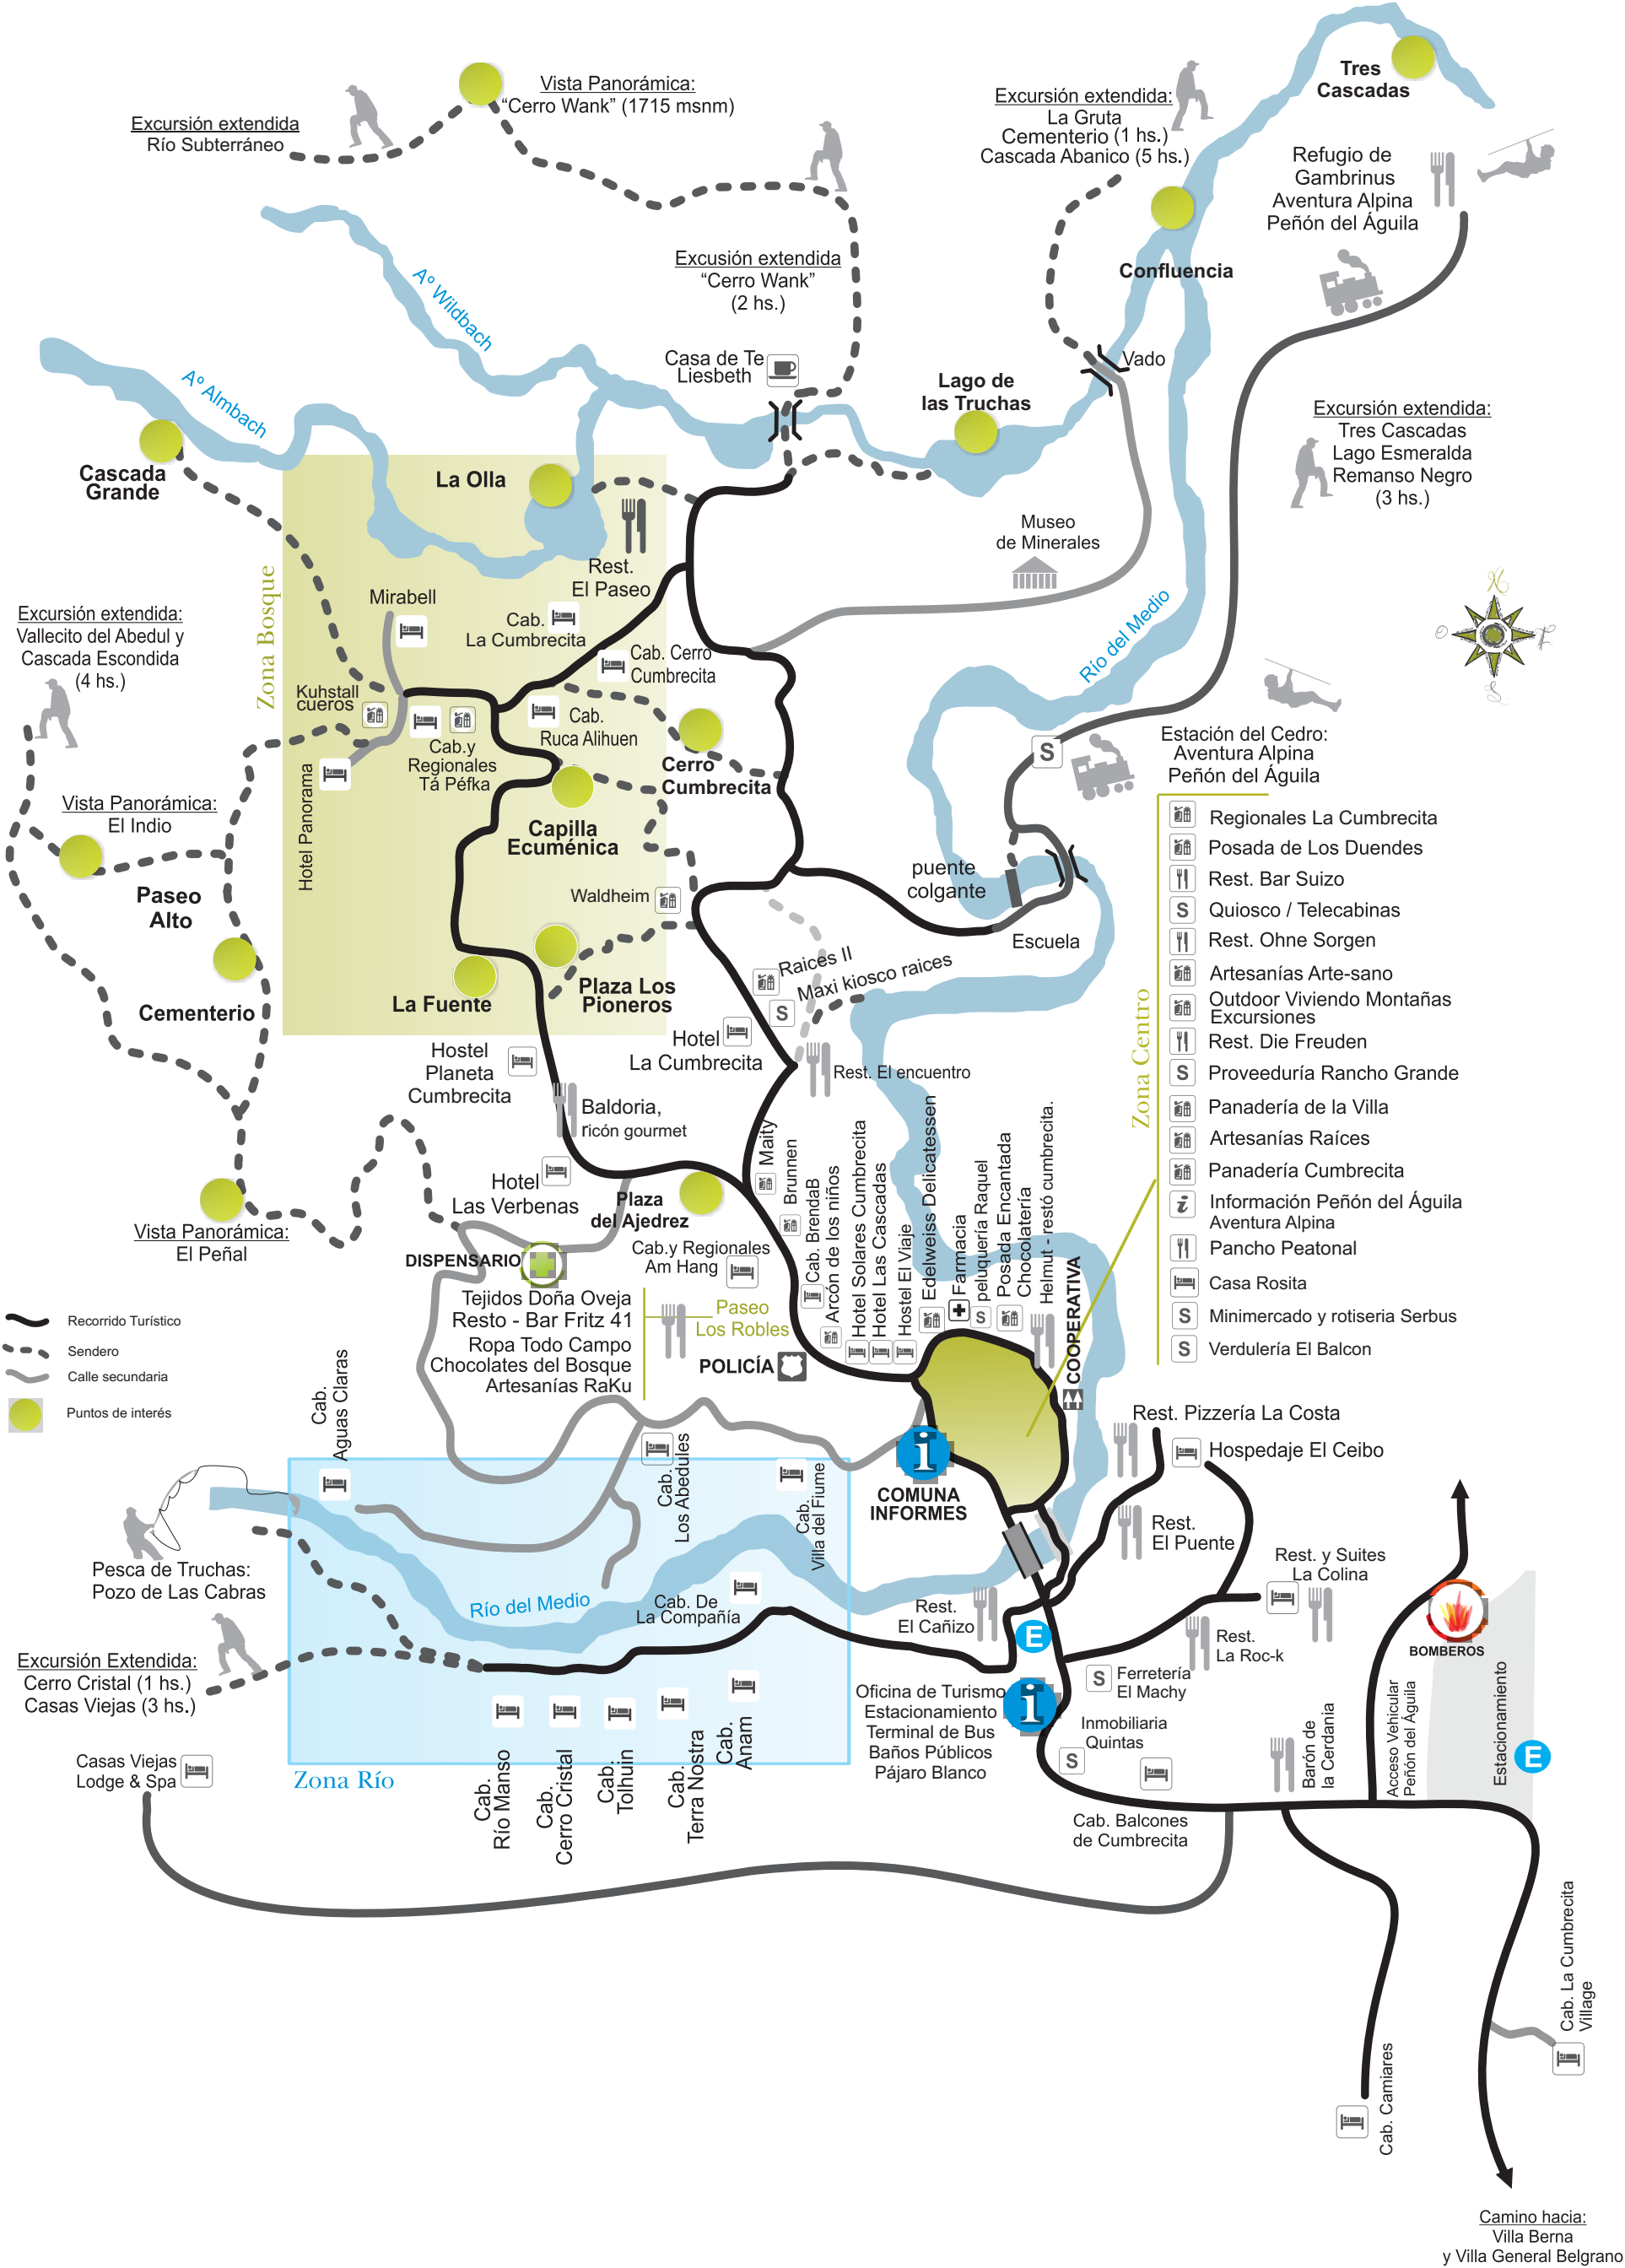 Tres
Cascadas
Vista Panorámica:
“Cerro Wank” (1715 msnm)
Excursión extendida
Río Subterráneo
Excursión extendida:
La Gruta
Cementerio (1 hs.)
Cascada Abanico (5 hs.)
Refugio de
Gambrinus
Aventura Alpina
Peñón del Águila
Confluencia
Excusión extendida
“Cerro Wank”
(2 hs.)
Aº Wildbach
Aº Almbach
Casa de Te
Liesbeth
Vado
Lago de
las Truchas
Excursión extendida:
Tres Cascadas
Lago Esmeralda
Remanso Negro
(3 hs.)
Cascada
Grande
La Olla
Museo
de Minerales
Rest.
El Paseo
Zona Bosque
Mirabell
Cab.
La Cumbrecita
Río del Medio
N
O
E
S
Excursión extendida:
Vallecito del Abedul y
Cascada Escondida
(4 hs.)
Cab. Cerro
Cumbrecita
Kuhstall
cueros
Cab.
Ruca Alihuen
Cab.y
Regionales
Tá Péfka
Hotel Panorama
Cerro
Cumbrecita
S
Estación del Cedro:
Aventura Alpina
Peñón del Águila
Vista Panorámica:
El Indio
Capilla
Ecuménica
Paseo
Alto
Waldheim
puente
colgante
Escuela
Cementerio
La Fuente
Plaza Los
Pioneros
Raices II
Maxi kiosco raices
S
Hotel
La Cumbrecita
Rest. El encuentro
Hostel
Planeta
Cumbrecita
Baldoria,
ricón gourmet
Zona Centro
Regionales La Cumbrecita
Posada de Los Duendes
Rest. Bar Suizo
S Quiosco / Telecabinas
Rest. Ohne Sorgen
Artesanías Arte-sano
Outdoor Viviendo Montañas
Excursiones
Rest. Die Freuden
S Proveeduría Rancho Grande
Panadería de la Villa
Artesanías Raíces
Panadería Cumbrecita
i Información Peñón del Águila
Aventura Alpina
Pancho Peatonal
Casa Rosita
S Minimercado y rotiseria Serbus
S Verdulería El Balcon
Hotel
Las Verbenas
Plaza
del Ajedrez
Vista Panorámica:
El Peñal
DISPENSARIO
Cab.y Regionales
Am Hang
Maity
Brunnen
Cab. BrendaB
Arcón de los niños
Hotel Solares Cumbrecita
Hotel Las Cascadas
Hostel El Viaje
Edelweiss Delicatessen
Farmacia
peluquería Raquel
S
Posada Encantada
Chocolatería
Helmut - restó cumbrecita.
COOPERATIVA
Tejidos Doña Oveja
Resto - Bar Fritz 41
Ropa Todo Campo
Chocolates del Bosque
Artesanías RaKu
Paseo
Los Robles
POLICÍA
Recorrido Turístico
Sendero
Calle secundaria
Puntos de interés
Cab.
Aguas Claras
Cab.
Los Abedules
Cab.
Villa del Fiume
i
COMUNA
INFORMES
Rest. Pizzería La Costa
Hospedaje El Ceibo
Rest.
El Puente
Rest. y Suites
La Colina
Pesca de Truchas:
Pozo de Las Cabras
Río del Medio
Cab. De
La Compañía
Rest.
El Cañizo
E
Rest.
La Roc-k
BOMBEROS
Excursión Extendida:
Cerro Cristal (1 hs.)
Casas Viejas (3 hs.)
Oficina de Turismo
Estacionamiento
Terminal de Bus
Baños Públicos
Pájaro Blanco
i
S
Ferretería
El Machy
Inmobiliaria
Quintas
S
Barón de
la Cerdania
Acceso Vehicular
Peñón del Águila
Estacionamiento
E
Casas Viejas
Lodge & Spa
Zona Río
Cab.
Río Manso
Cab.
Cerro Cristal
Cab.
Tolhuin
Cab.
Terra Nostra
Cab.
Anam
Cab. Balcones
de Cumbrecita
Cab. La Cumbrecita
Village
Cab. Camiares
Camino hacia:
Villa Berna
y Villa General Belgrano